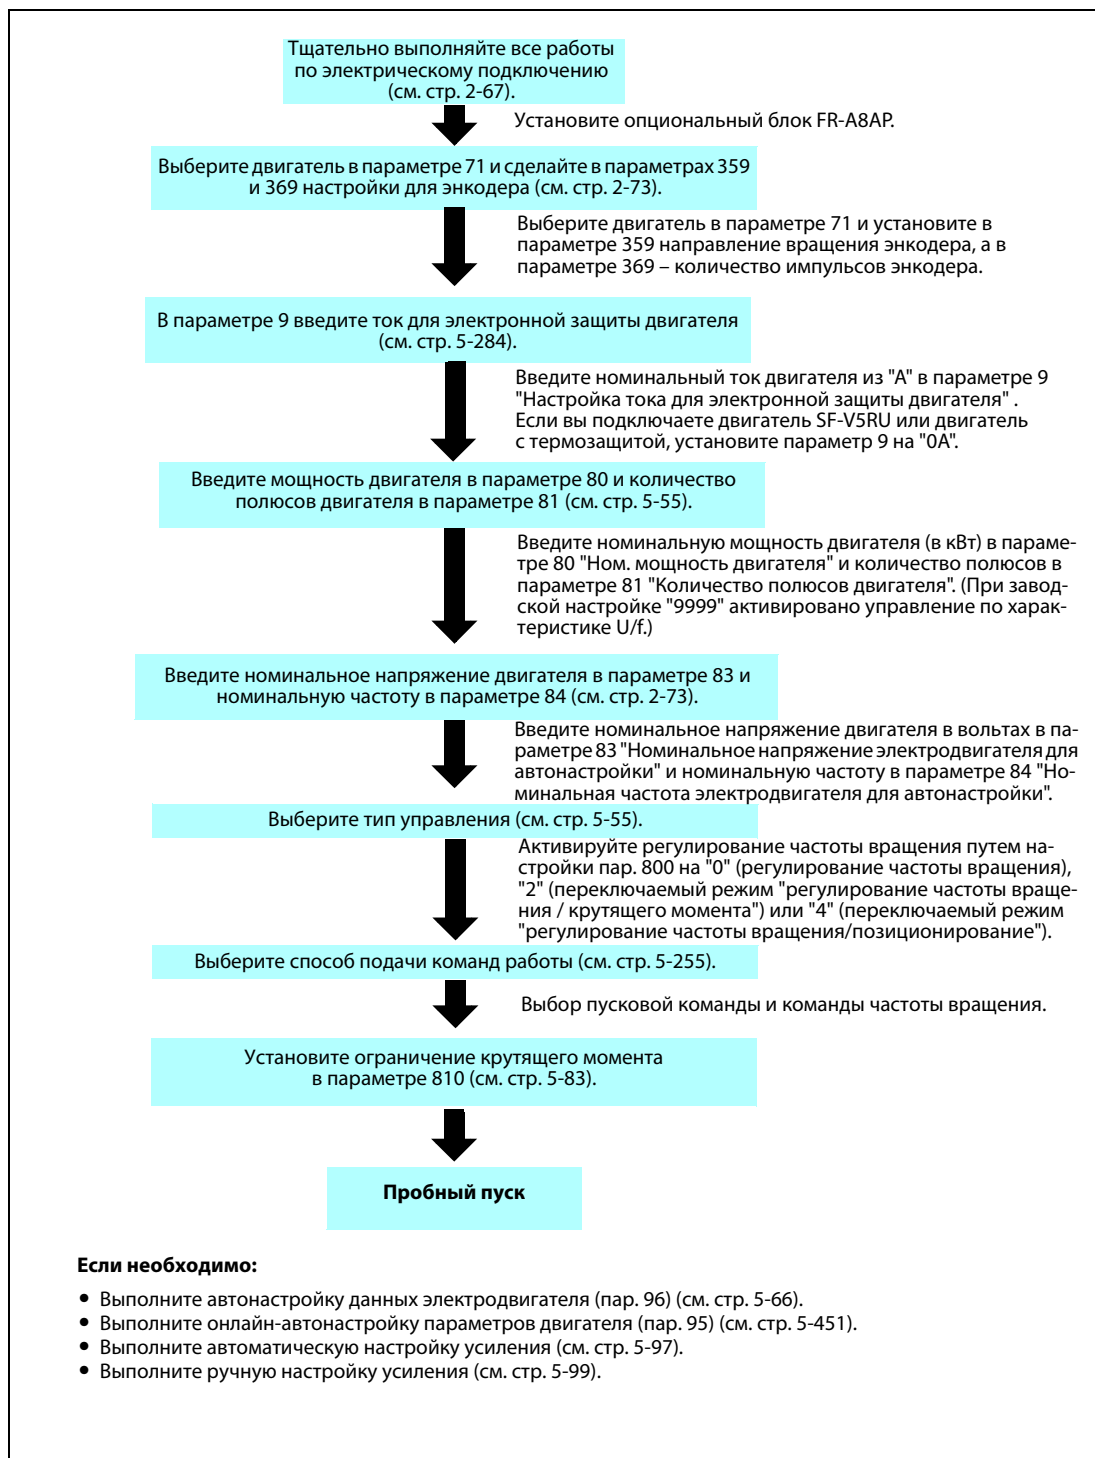 Тщательно выполняйте все работы
по электрическому подключению
(см. стр. 2-67).
Установите опциональный блок FR-A8AP.
Выберите двигатель в параметре 71 и сделайте в параметрах 359
и 369 настройки для энкодера (см. стр. 2-73).
Выберите двигатель в параметре 71 и установите в
параметре 359 направление вращения энкодера, а в
параметре 369 – количество импульсов энкодера.
В параметре 9 введите ток для электронной защиты двигателя
(см. стр. 5-284).
Введите номинальный ток двигателя из "A" в параметре 9
"Настройка тока для электронной защиты двигателя" .
Если вы подключаете двигатель SF-V5RU или двигатель
с термозащитой, установите параметр 9 на "0A".
Введите мощность двигателя в параметре 80 и количество
полюсов двигателя в параметре 81 (см. стр. 5-55).
Введите номинальную мощность двигателя (в кВт) в параме-
тре 80 "Ном. мощность двигателя" и количество полюсов в
параметре 81 "Количество полюсов двигателя". (При завод-
ской настройке "9999" активировано управление по харак-
теристике U/f.)
Введите номинальное напряжение двигателя в параметре 83 и
номинальную частоту в параметре 84 (см. стр. 2-73).
Введите номинальное напряжение двигателя в вольтах в па-
раметре 83 "Номинальное напряжение электродвигателя для
автонастройки" и номинальную частоту в параметре 84 "Но-
минальная частота электродвигателя для автонастройки".
Выберите тип управления (см. стр. 5-55).
Активируйте регулирование частоты вращения путем на-
стройки пар. 800 на "0" (регулирование частоты вращения),
"2" (переключаемый режим "регулирование частоты враще-
ния / крутящего момента") или "4" (переключаемый режим
"регулирование частоты вращения/позиционирование").
Выберите способ подачи команд работы (см. стр. 5-255).
Выбор пусковой команды и команды частоты вращения.
Установите ограничение крутящего момента
в параметре 810 (см. стр. 5-83).
Пробный пуск
Если необходимо:
● Выполните автонастройку данных электродвигателя (пар. 96) (см. стр. 5-66).
● Выполните онлайн-автонастройку параметров двигателя (пар. 95) (см. стр. 5-451).
● Выполните автоматическую настройку усиления (см. стр. 5-97).
● Выполните ручную настройку усиления (см. стр. 5-99).